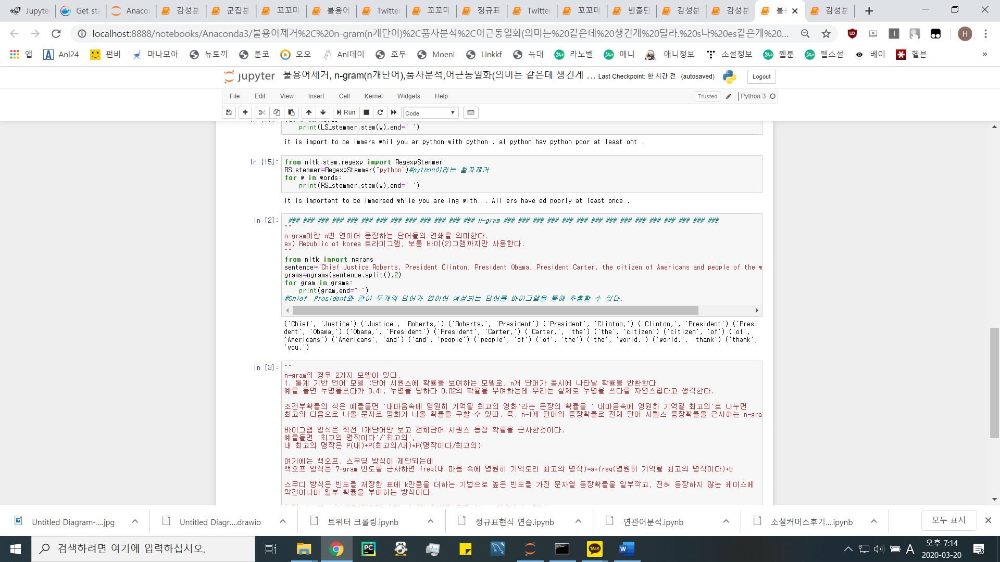 Jupyter
Get sta
Anacor
감성분
군집분
꼬꼬마
불용어
Twitter
꼬꼬마
정규표
Twitter
꼬꼬마
빈출단
감성분
감성분
불용
감성분
localhost:8888/notebooks/Anaconda3/불용어제거%2C%20n-gram(n개단어)%2C품사분석%2C어근동일화(의미는%20같은데%20생긴게%20달라.%20s나%20es같은게%20...
앱
Ani24
펀비
마나모아
뉴토끼
툰코
오오
Ani데이
호두
Moeni
Linkkf
늑대
라노벨
애니
애니정보
소설정보
웹툰
웹소설
베이
헬븐
»
jupyter 불용어제거, n-gram(n개단어),품사분석,어근동일화(의미는 같은데 생긴게 ... Last Checkpoint: 한 시간 전 (autosaved) Logout
File Edit View Insert Cell Kernel Widgets Help Trusted Python 3
Run Code
for w in words:
print(LS_stemmer.stem(w),end=' ')
it is import to be immers whil you ar python with python . al python hav python poor at least ont .
In [15]:
from nltk.stem.regexp import RegexpStemmer
RS_stemmer=RegexpStemmer("python")#python이라는 철자제거
for w in words:
print(RS_stemmer.stem(w),end=' ')
It is important to be immersed while you are ing with  . All ers have ed poorly at least once .
In [2]:
### ### ### ### ### ### ### ### ### ### ### ### ### N-gram ### ### ### ### ### ### ### ### ### ### ### ### ### ### ###
"""
n-gram이란 n번 연이어 등장하는 단어들의 연쇄를 의미한다.
ex) Republic of korea 트라이그램, 보통 바이(2)그램까지만 사용한다.
"""
from nltk import ngrams
sentence="Chief Justice Roberts, President Clinton, President Obama, President Carter, the citizen of Americans and people of the w
grams=ngrams(sentence.split(),2)
for gram in grams:
print(gram,end=" ")
#Chief, President와 같이 두개의 단어가 연이어 생성되는 단어를 바이그램을 통해 추출할 수 있다.
('Chief', 'Justice') ('Justice', 'Roberts,') ('Roberts,', 'President') ('President', 'Clinton,') ('Clinton,', 'President') ('Presi
dent', 'Obama,') ('Obama,', 'President') ('President', 'Carter,') ('Carter,', 'the') ('the', 'citizen') ('citizen', 'of') ('of',
'Americans') ('Americans', 'and') ('and', 'people') ('people', 'of') ('of', 'the') ('the', 'world,') ('world,', 'thank') ('thank',
'you.')
In [3]:
"""
n-gram의 경우 2가지 모델이 있다.
1. 통계 기반 언어 모델 :단어 시퀀스에 확률을 보여하는 모델로, n개 단어가 동시에 나타날 확률을 반환한다.
예를 들면 누명을쓰다가 0.41, 누명을 당하다 0.02의 확률을 부여하는데 우리는 실제로 누명을 쓰다를 자연스럽다고 생각한다.
조건부확률의 식은 예를들면 '내마음속에 영원히 기억될 최고의 영화'라는 문장의 확률을 ' 내마음속에 영원히 기억될 최고의'로 나누면
최고의 다음으로 나올 문자로 영화가 나올 확률을 구할 수 있따. 즉, n-1개 단어의 등장확률로 전체 단어 시퀀스 등장확률을 근사하는 n-gra
바이그램 방식은 직전 1개단어만 보고 전체단어 시퀀스 등장 확률을 근사한것이다.
예를들면 '최고의 명작이다'/'최고의',
내 최고의 명작은 P(내)*P(최고의/내)*P(명작이다/최고의)
여기에는 백오프, 스무딩 방식이 제안되는데
백오프 방식은 7-gram 빈도를 근사하면 freq(내 마음 속에 영원히 기억도리 최고의 명작)=a*freq(영원히 기억될 최고의 명작이다)+b
스무디 방식은 빈도를 저장한 표에 k만큼을 더하는 기법으로 높은 빈도를 가진 문자열 등장확률을 일부깍고, 전혀 등장하지 않는 케이스에
약간이나마 일부 확률을 부여하는 방식이다.
Untitled Diagram-....jpg
Untitled Diagr....drawio
트위터 크롤링.ipynb
정규표현식 연습.ipynb
연관어분석.ipynb
소셜커머스후기....ipynb
모두 표시
검색하려면 여기에 입력하십시오.
A
오후 7:14
2020-03-20